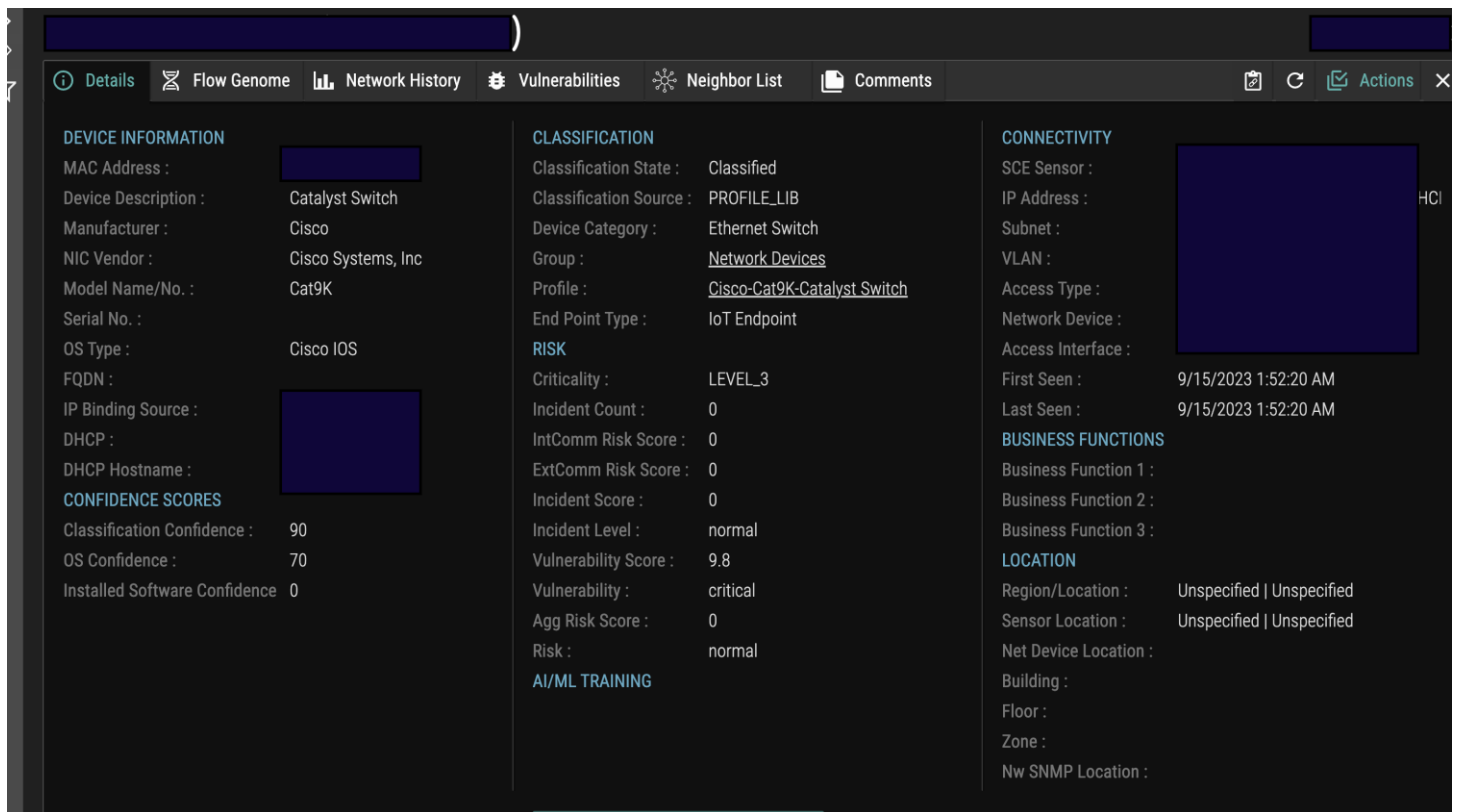 )
Details Flow Genome Network History Vulnerabilities Neighbor List Comments Actions
DEVICE INFORMATION
MAC Address :
Device Description : Catalyst Switch
Manufacturer : Cisco
NIC Vendor : Cisco Systems, Inc
Model Name/No. : Cat9K
Serial No. :
OS Type : Cisco IOS
FQDN :
IP Binding Source :
DHCP :
DHCP Hostname :
CONFIDENCE SCORES
Classification Confidence : 90
OS Confidence : 70
Installed Software Confidence 0
CLASSIFICATION
Classification State : Classified
Classification Source : PROFILE_LIB
Device Category : Ethernet Switch
Group : Network Devices
Profile : Cisco-Cat9K-Catalyst Switch
End Point Type : IoT Endpoint
RISK
Criticality : LEVEL_3
Incident Count : 0
IntComm Risk Score : 0
ExtComm Risk Score : 0
Incident Score : 0
Incident Level : normal
Vulnerability Score : 9.8
Vulnerability : critical
Agg Risk Score : 0
Risk : normal
AI/ML TRAINING
CONNECTIVITY
SCE Sensor :
IP Address :
Subnet :
VLAN :
Access Type :
Network Device :
Access Interface :
First Seen : 9/15/2023 1:52:20 AM
Last Seen : 9/15/2023 1:52:20 AM
BUSINESS FUNCTIONS
Business Function 1 :
Business Function 2 :
Business Function 3 :
LOCATION
Region/Location : Unspecified | Unspecified
Sensor Location : Unspecified | Unspecified
Net Device Location :
Building :
Floor :
Zone :
Nw SNMP Location :